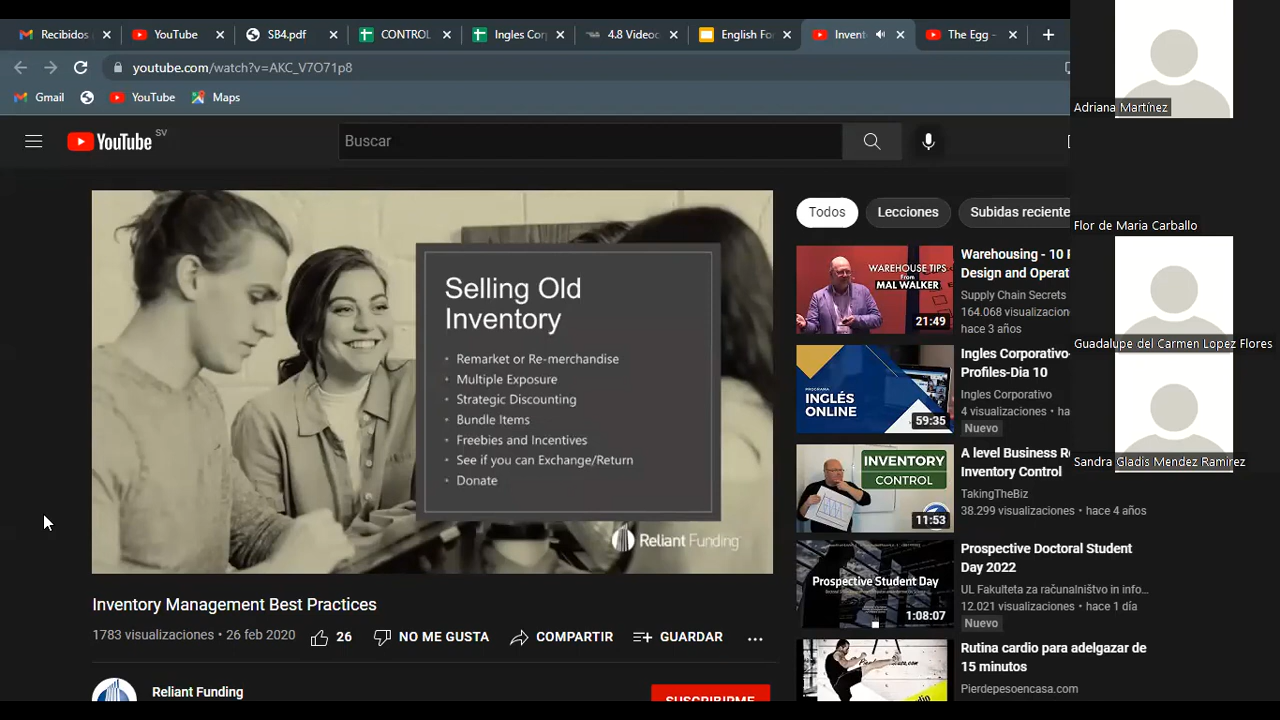 Recibidos
YouTube
SB4.pdf
CONTROL
Ingles Cor
4.8 Videoc
English Fo
Invent
The Egg -
youtube.com/watch?v=AKC_V7O71p8
Gmail
YouTube
Maps
YouTube SV
Buscar
Selling Old
Inventory
• Remarket or Re-merchandise
• Multiple Exposure
• Strategic Discounting
• Bundle Items
• Freebies and Incentives
• See if you can Exchange/Return
• Donate
Reliant Funding
Inventory Management Best Practices
1783 visualizaciones • 26 feb 2020
26
NO ME GUSTA
COMPARTIR
GUARDAR
Reliant Funding
SUSCRIBIRME
Todos
Lecciones
Subidas reciente
WAREHOUSE TIPS
from
MAL WALKER
21:49
Warehousing - 10
Design and Operat
Supply Chain Secrets
164.068 visualizacion
hace 3 años
PROGRAMA
INGLÉS
ONLINE
59:35
Ingles Corporativo-
Profiles-Dia 10
Ingles Corporativo
4 visualizaciones • ha
Nuevo
INVENTORY
CONTROL
11:53
A level Business Re
Inventory Control
TakingTheBiz
38.299 visualizaciones • hace 4 años
Prospective Student Day
1:08:07
Prospective Doctoral Student
Day 2022
UL Fakulteta za računalništvo in info...
12.021 visualizaciones • hace 1 día
Nuevo
Rutina cardio para adelgazar de
15 minutos
Pierdepesoencasa.com
Adriana Martínez
Flor de Maria Carballo
Guadalupe del Carmen Lopez Flores
Sandra Gladis Mendez Ramirez